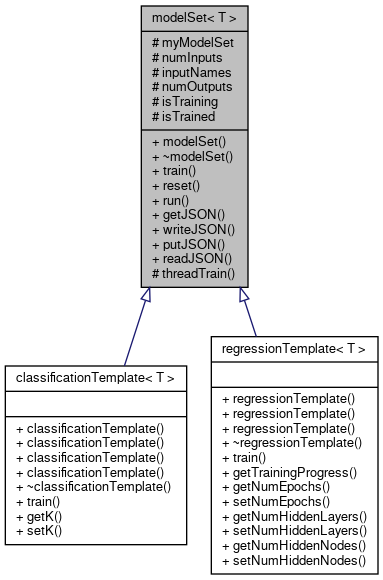 modelSet< T >
# myModelSet
# numInputs
# inputNames
# numOutputs
# isTraining
# isTrained
+ modelSet()
+ ~modelSet()
+ train()
+ reset()
+ run()
+ getJSON()
+ writeJSON()
+ putJSON()
+ readJSON()
# threadTrain()
classificationTemplate< T >
+ classificationTemplate()
+ classificationTemplate()
+ classificationTemplate()
+ classificationTemplate()
+ ~classificationTemplate()
+ train()
+ getK()
+ setK()
regressionTemplate< T >
+ regressionTemplate()
+ regressionTemplate()
+ regressionTemplate()
+ ~regressionTemplate()
+ train()
+ getTrainingProgress()
+ getNumEpochs()
+ setNumEpochs()
+ getNumHiddenLayers()
+ setNumHiddenLayers()
+ getNumHiddenNodes()
+ setNumHiddenNodes()